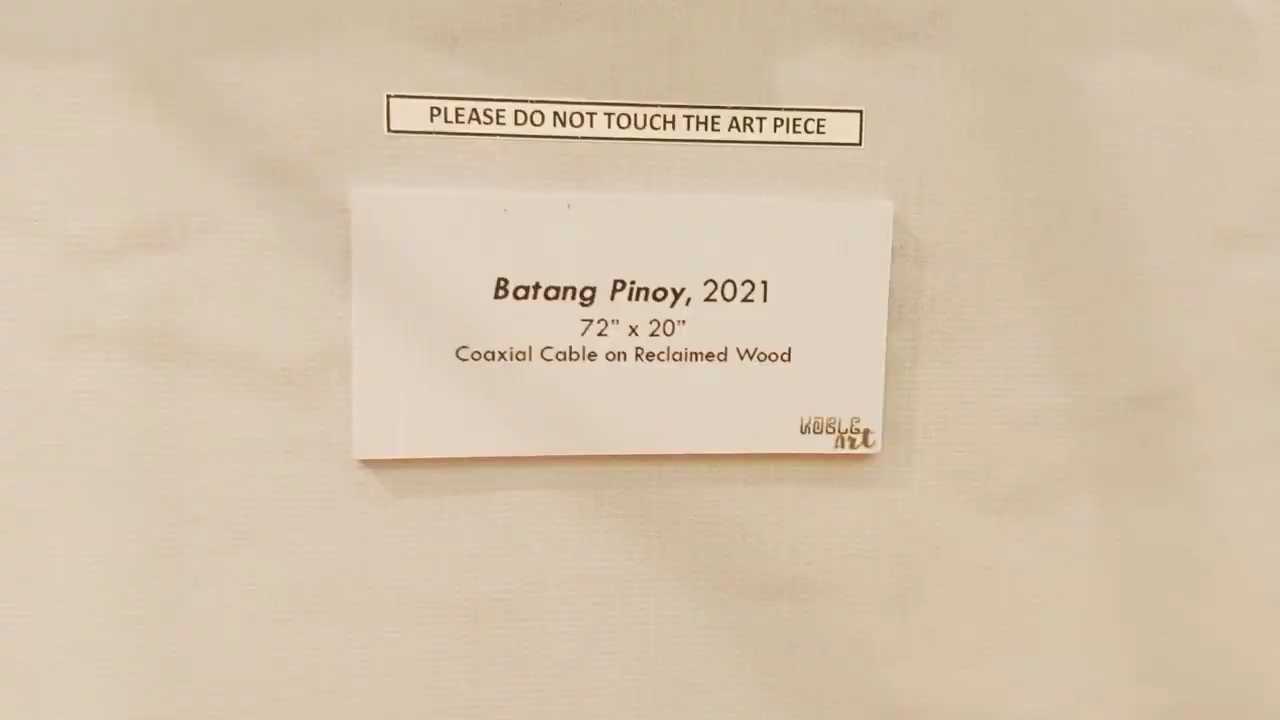 PLEASE DO NOT TOUCH THE ART PIECE
Batang Pinoy, 2021
72" x 20"
Coaxial Cable on Reclaimed Wood
KOBLE
Art